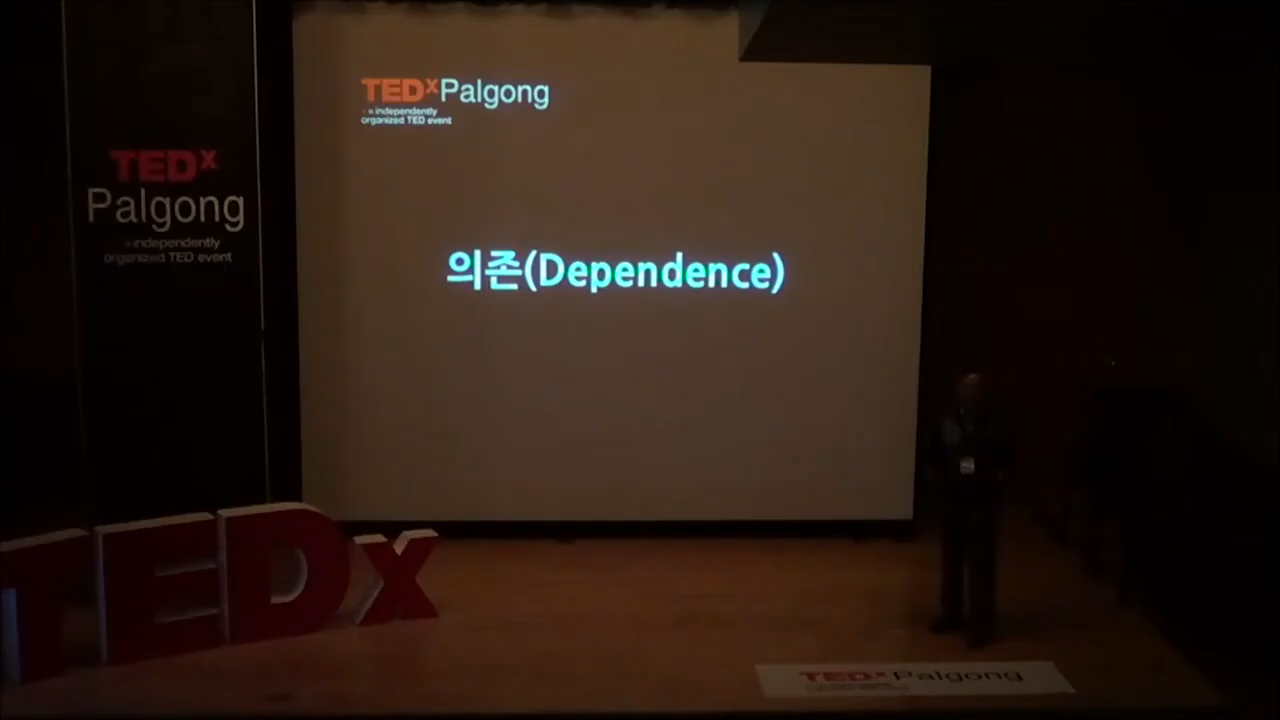 TEDxPalgong
independently
organized TED event
TEDx
Palgong
independently
organized TED event
의존(Dependence)
TEDx
TEDxPalgong